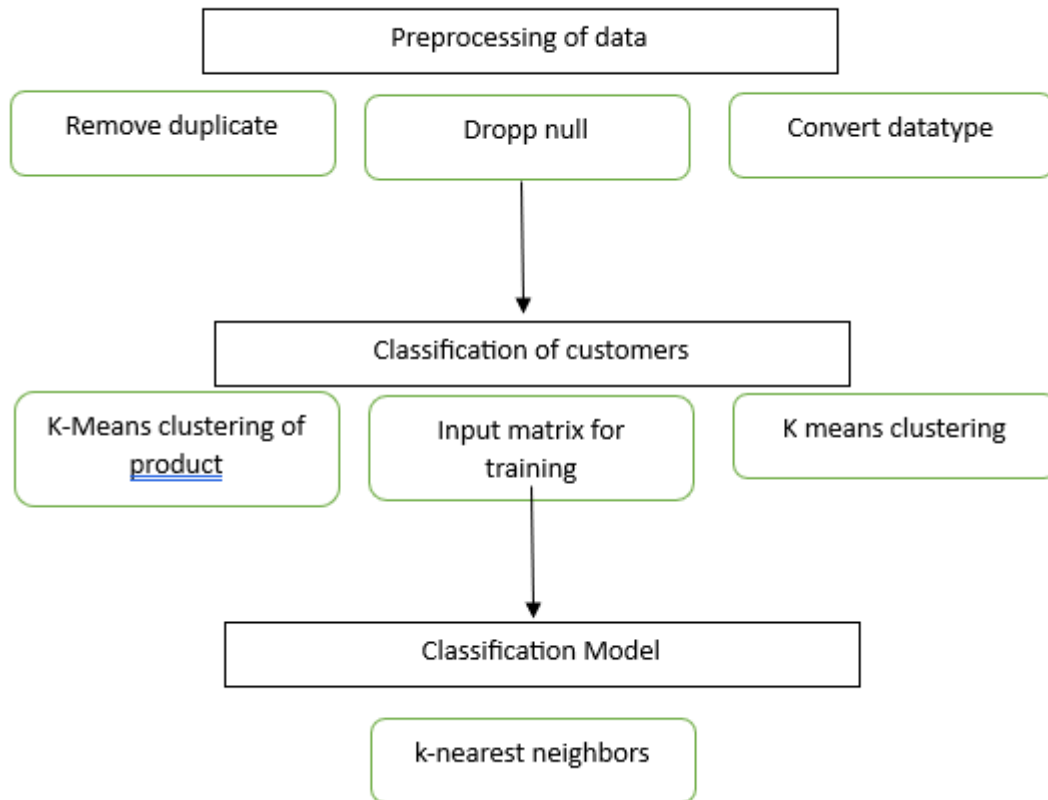 Preprocessing of data
Remove duplicate
Dropp null
Convert datatype
Classification of customers
K-Means clustering of
product
Input matrix for
training
K means clustering
Classification Model
k-nearest neighbors